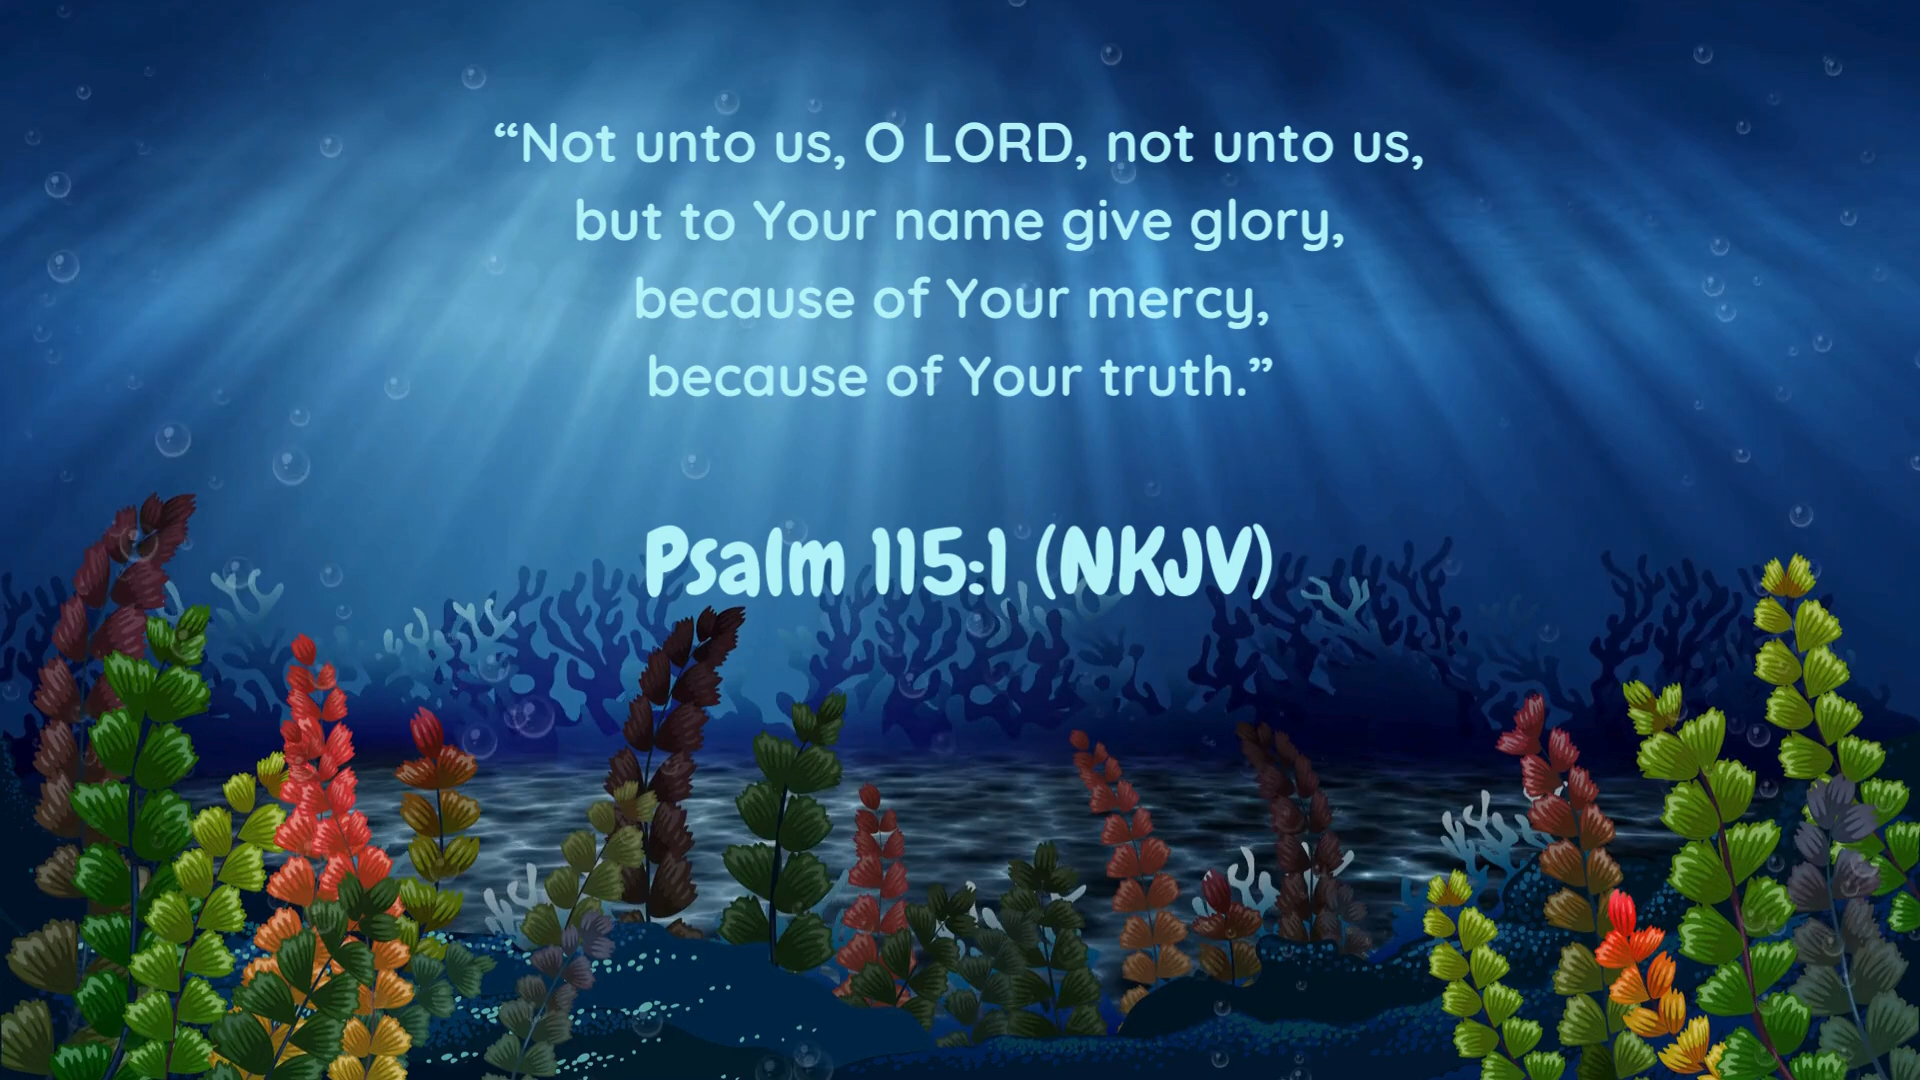 “Not unto us, O LORD, not unto us,
but to Your name give glory,
because of Your mercy,
because of Your truth.”
Psalm 115:1 (NKJV)